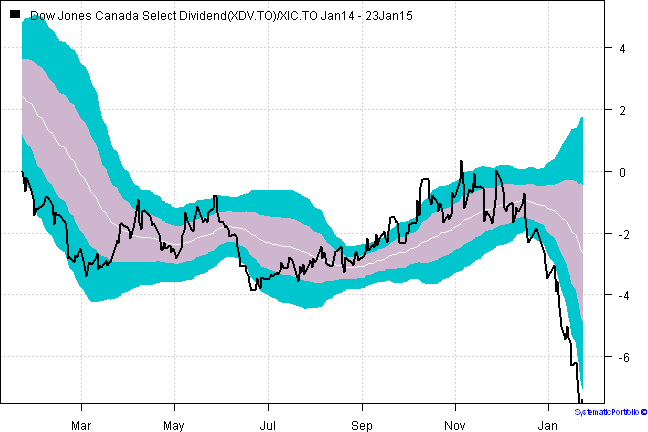 Dow Jones Canada Select Dividend(XDV.TO)/XIC.TO Jan14 - 23Jan15
4
2
0
-2
-4
-6
Mar May Jul Sep Nov Jan
SystematicPortfolio ©